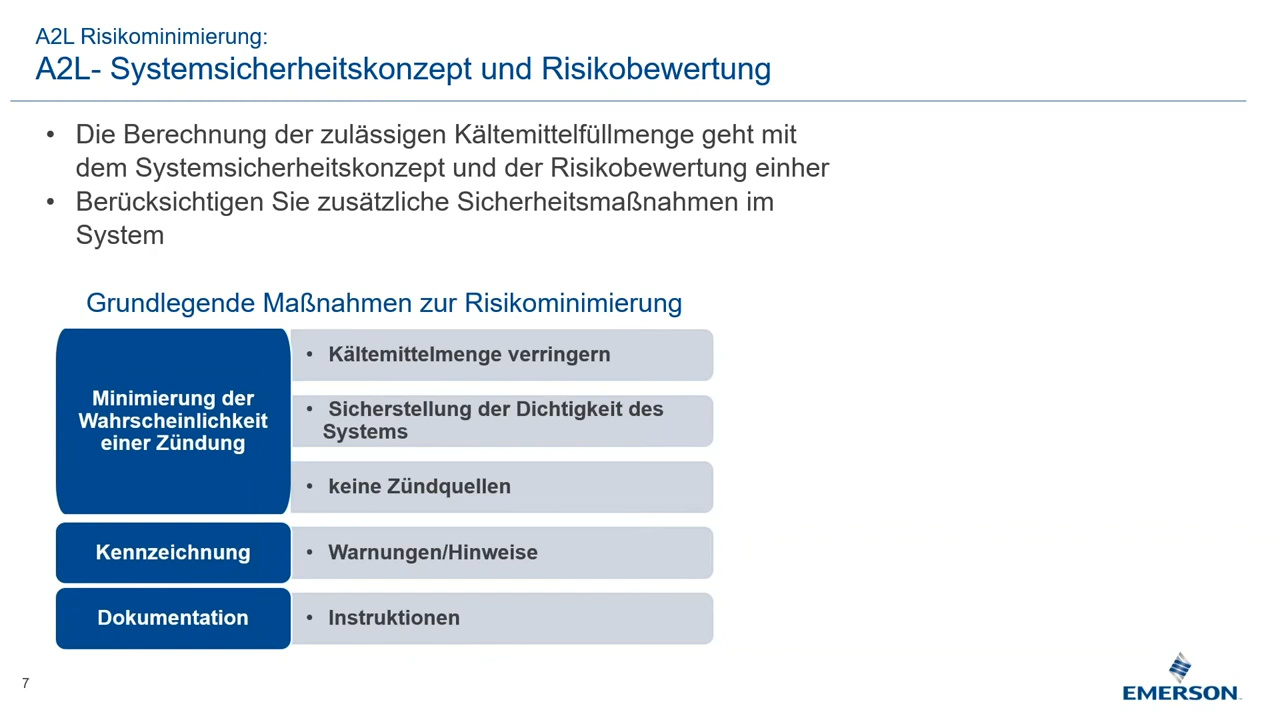 A2L Risikominimierung:
A2L- Systemsicherheitskonzept und Risikobewertung
• Die Berechnung der zulässigen Kältemittelfüllmenge geht mit
dem Systemsicherheitskonzept und der Risikobewertung einher
• Berücksichtigen Sie zusätzliche Sicherheitsmaßnahmen im
System
Grundlegende Maßnahmen zur Risikominimierung
Minimierung der
Wahrscheinlichkeit
einer Zündung
• Kältemittelmenge verringern
• Sicherstellung der Dichtigkeit des
Systems
• keine Zündquellen
Kennzeichnung
• Warnungen/Hinweise
Dokumentation
• Instruktionen
7
EMERSON